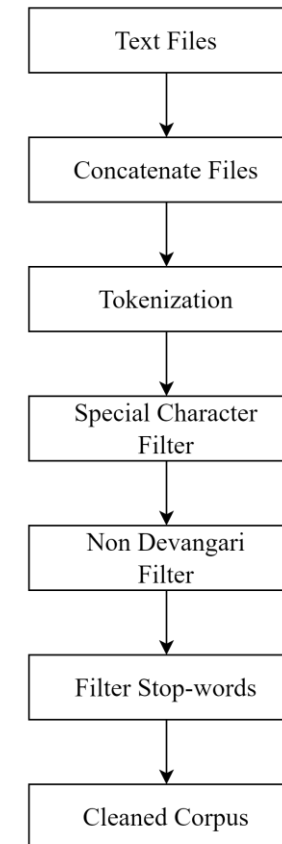 Text Files
Concatenate Files
Tokenization
Special Character
Filter
Non Devangari
Filter
Filter Stop-words
Cleaned Corpus